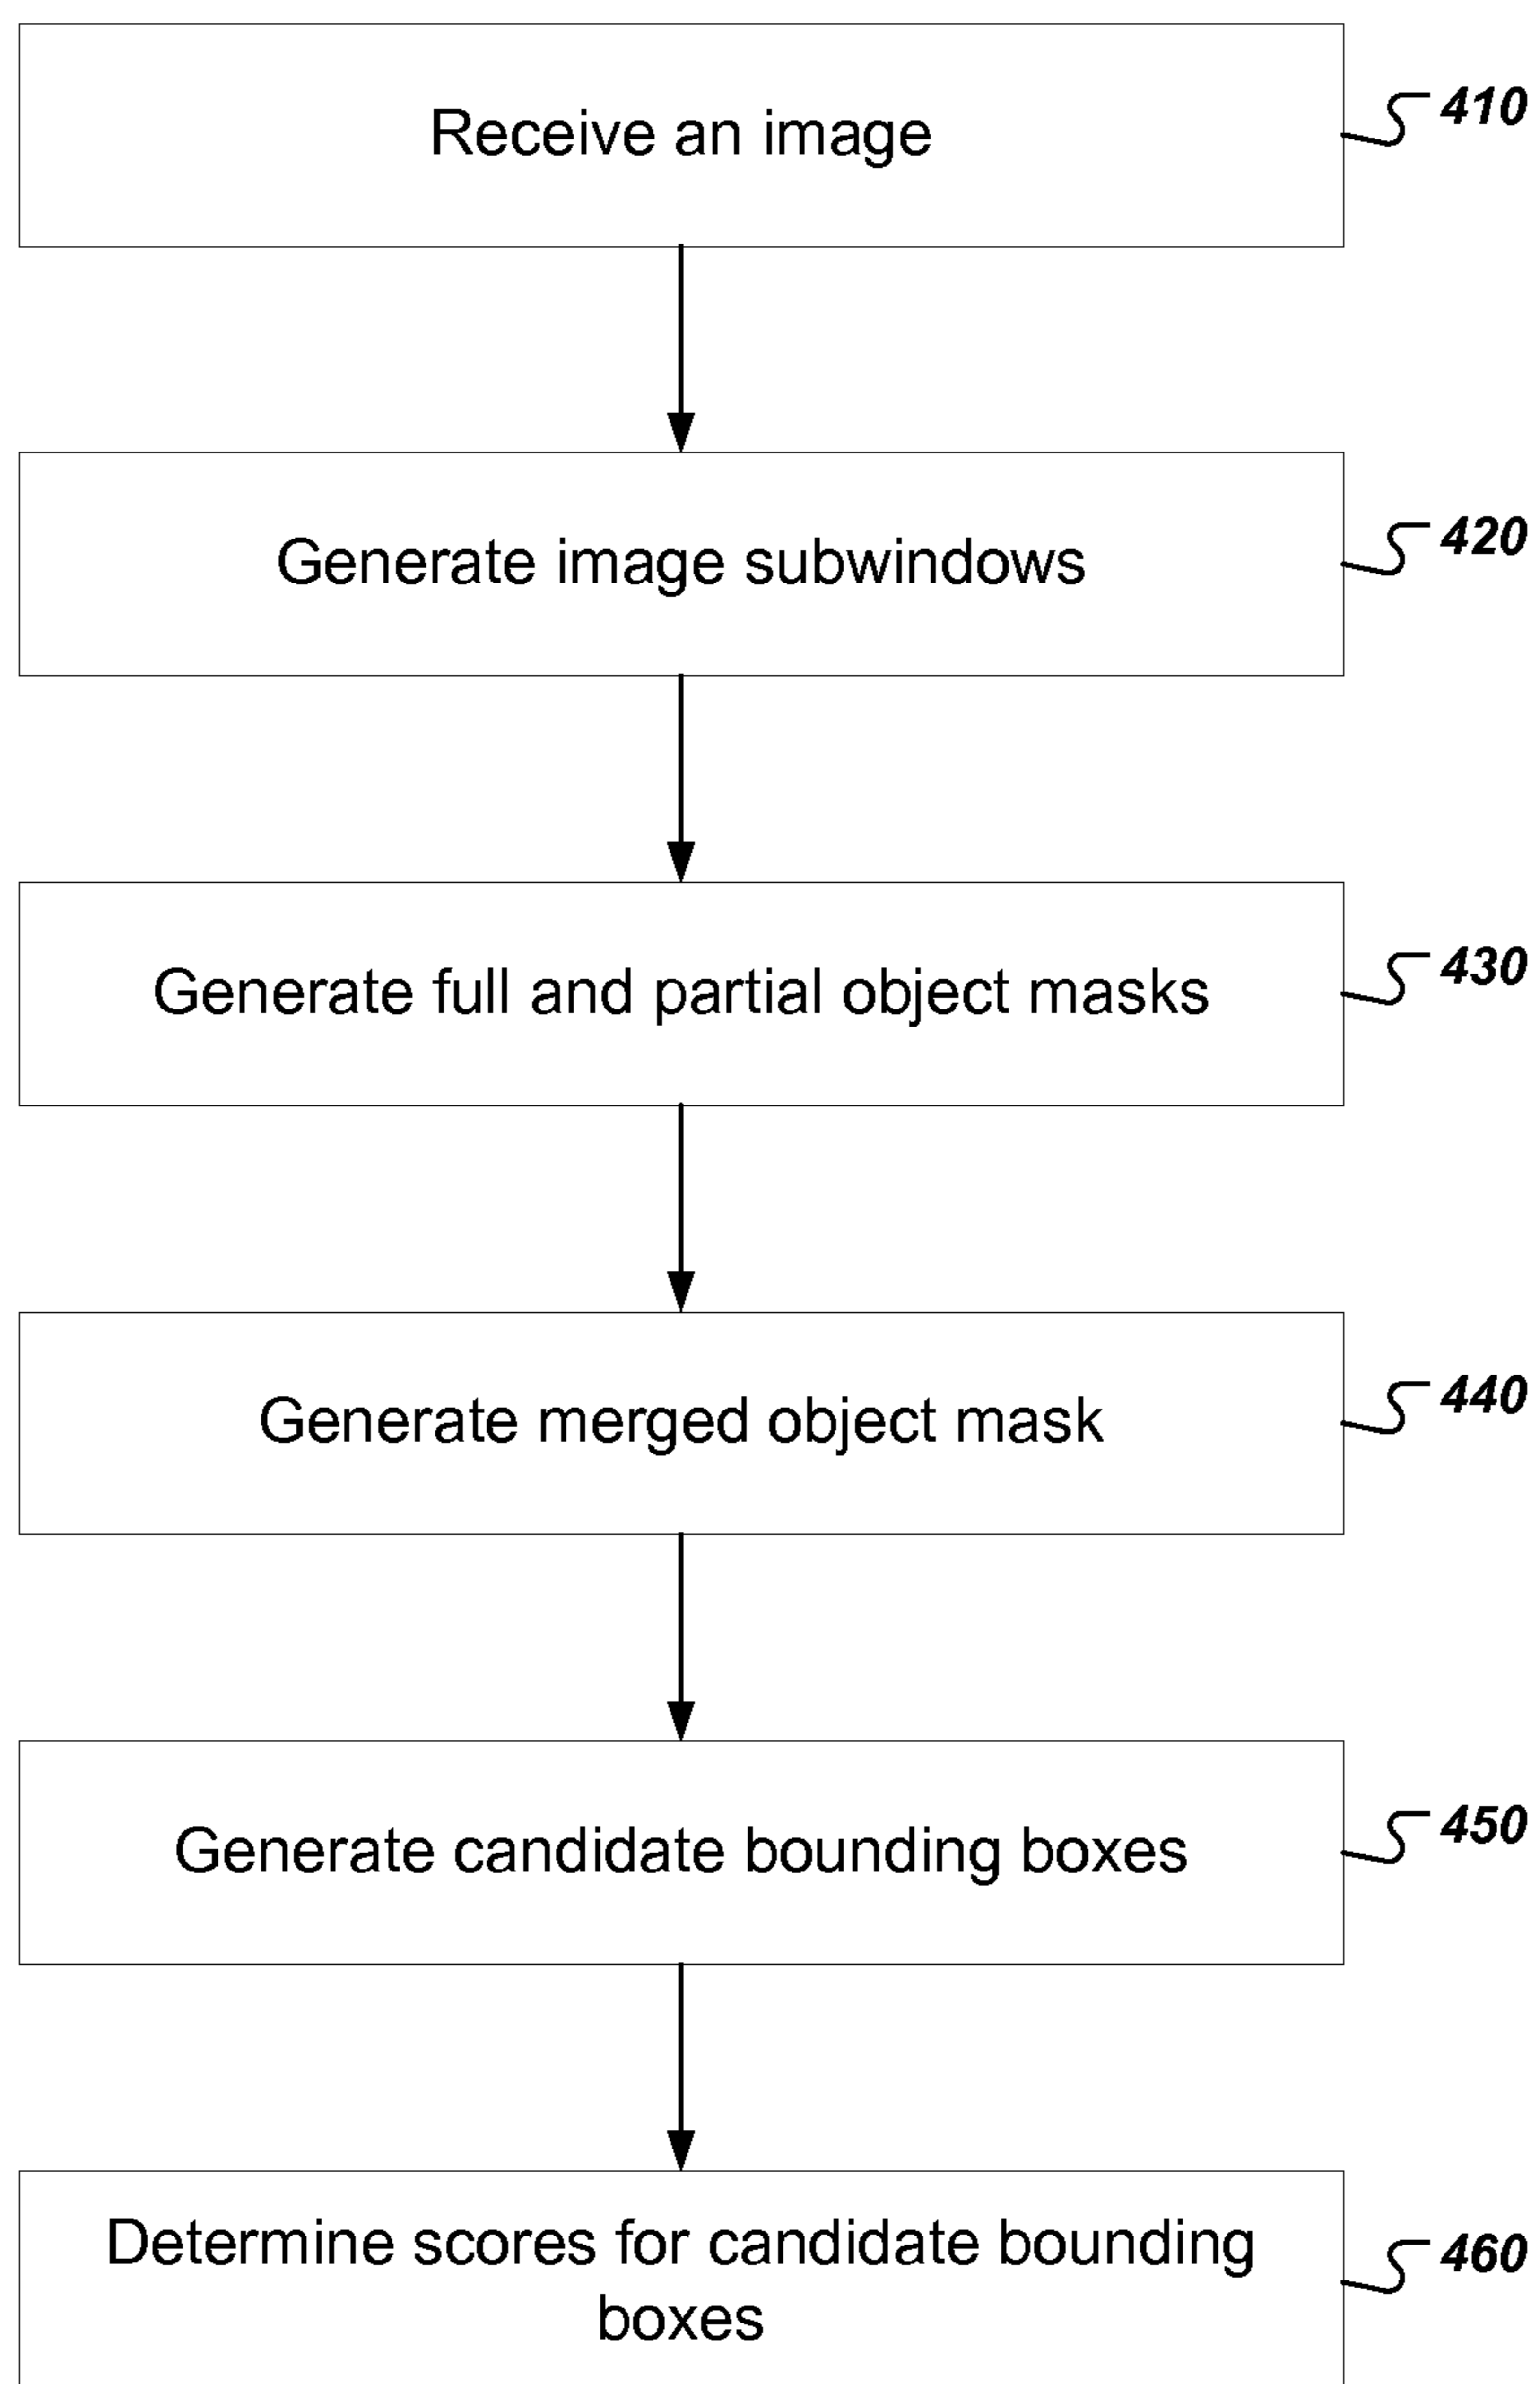 Receive an image
410
Generate image subwindows
420
Generate full and partial object masks
430
Generate merged object mask
440
Generate candidate bounding boxes
450
Determine scores for candidate bounding
boxes
460